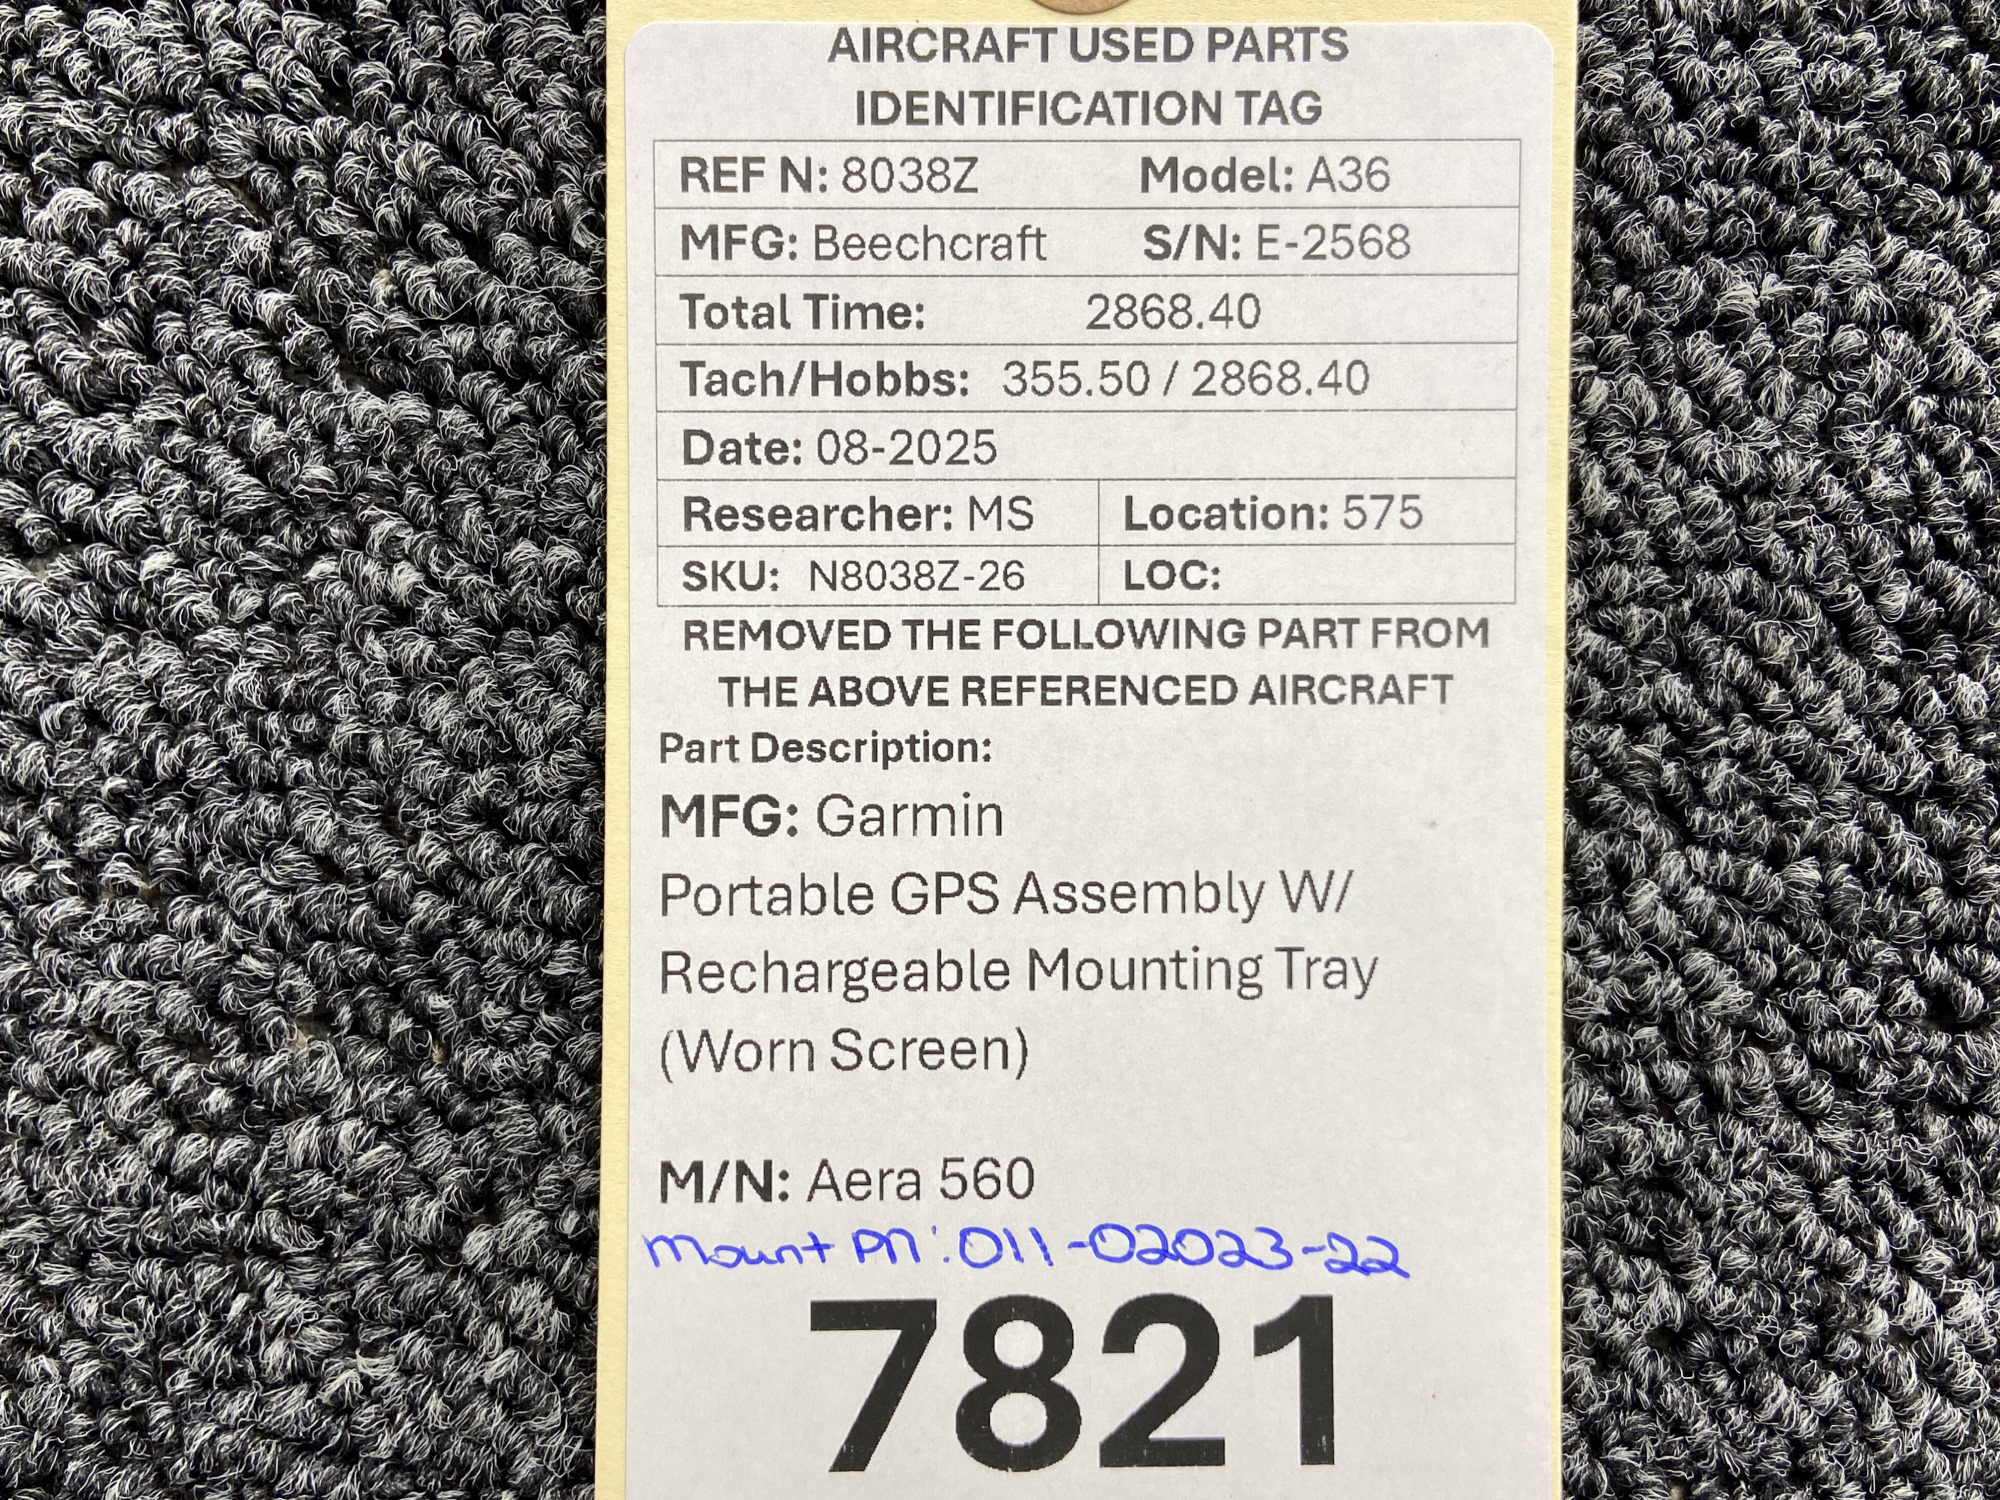 AIRCRAFT USED PARTS
IDENTIFICATION TAG
REF N: 8038Z Model: A36
MFG: Beechcraft S/N: E-2568
Total Time: 2868.40
Tach/Hobbs: 355.50 / 2868.40
Date: 08-2025
Researcher: MS Location: 575
SKU: N8038Z-26 LOC:
REMOVED THE FOLLOWING PART FROM
THE ABOVE REFERENCED AIRCRAFT
Part Description:
MFG: Garmin
Portable GPS Assembly W/
Rechargeable Mounting Tray
(Worn Screen)
M/N: Aera 560
Mount PN: 011-02023-22
7821